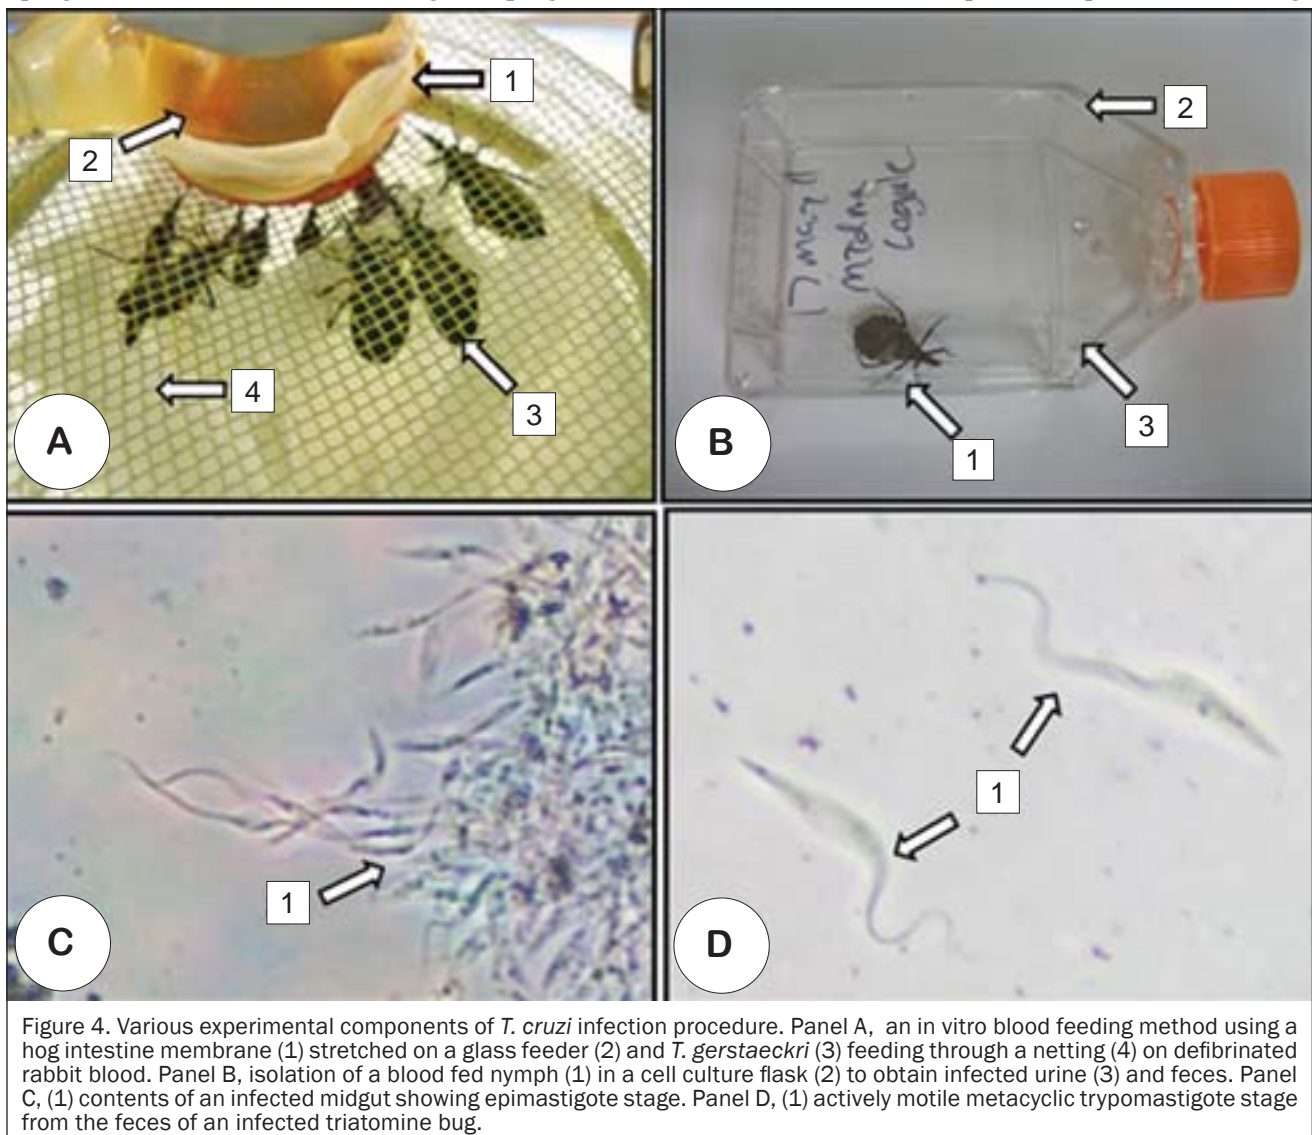 1
2
3
4
A
17 May 11
1
2
3
B
1
C
1
D
Figure 4. Various experimental components of T. cruzi infection procedure. Panel A, an in vitro blood feeding method using a
hog intestine membrane (1) stretched on a glass feeder (2) and T. gerstaeckri (3) feeding through a netting (4) on defibrinated
rabbit blood. Panel B, isolation of a blood fed nymph (1) in a cell culture flask (2) to obtain infected urine (3) and feces. Panel
C, (1) contents of an infected midgut showing epimastigote stage. Panel D, (1) actively motile metacyclic trypomastigote stage
from the feces of an infected triatomine bug.